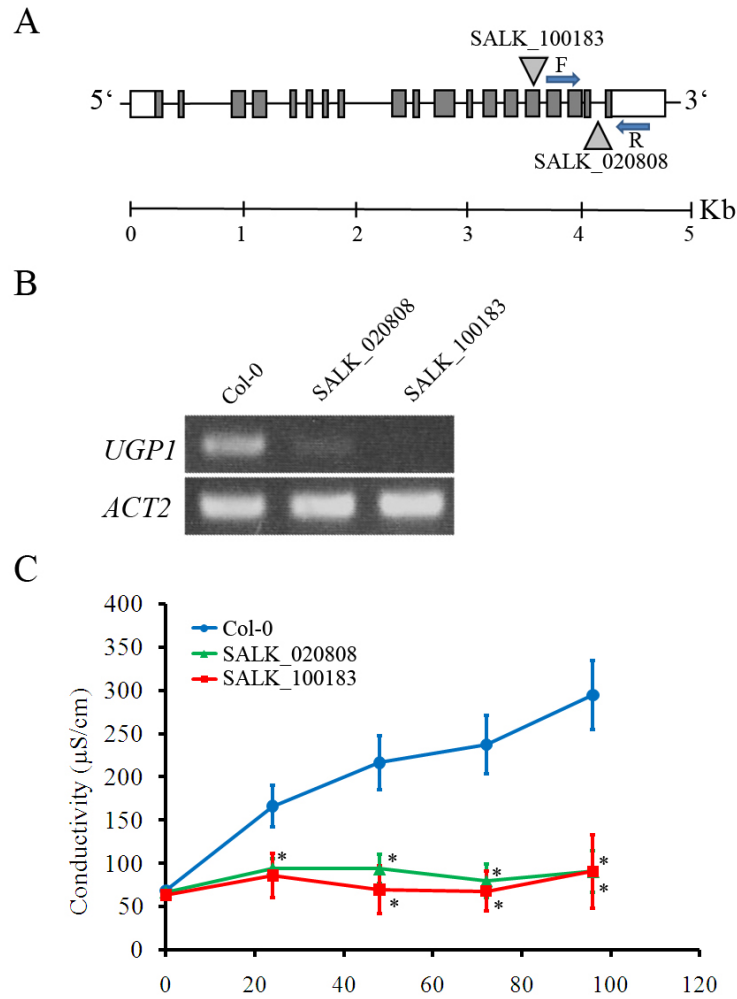 A
SALK_100183
F
5‘
3‘
R
SALK_020808
Kb
0 1 2 3 4 5
B
Col-0
SALK_020808
SALK_100183
UGP1
ACT2
C
400
350
300
250
200
150
100
50
0
Conductivity (µS/cm)
Col-0
SALK_020808
SALK_100183
* * * *
* * *
*
0 20 40 60 80 100 120